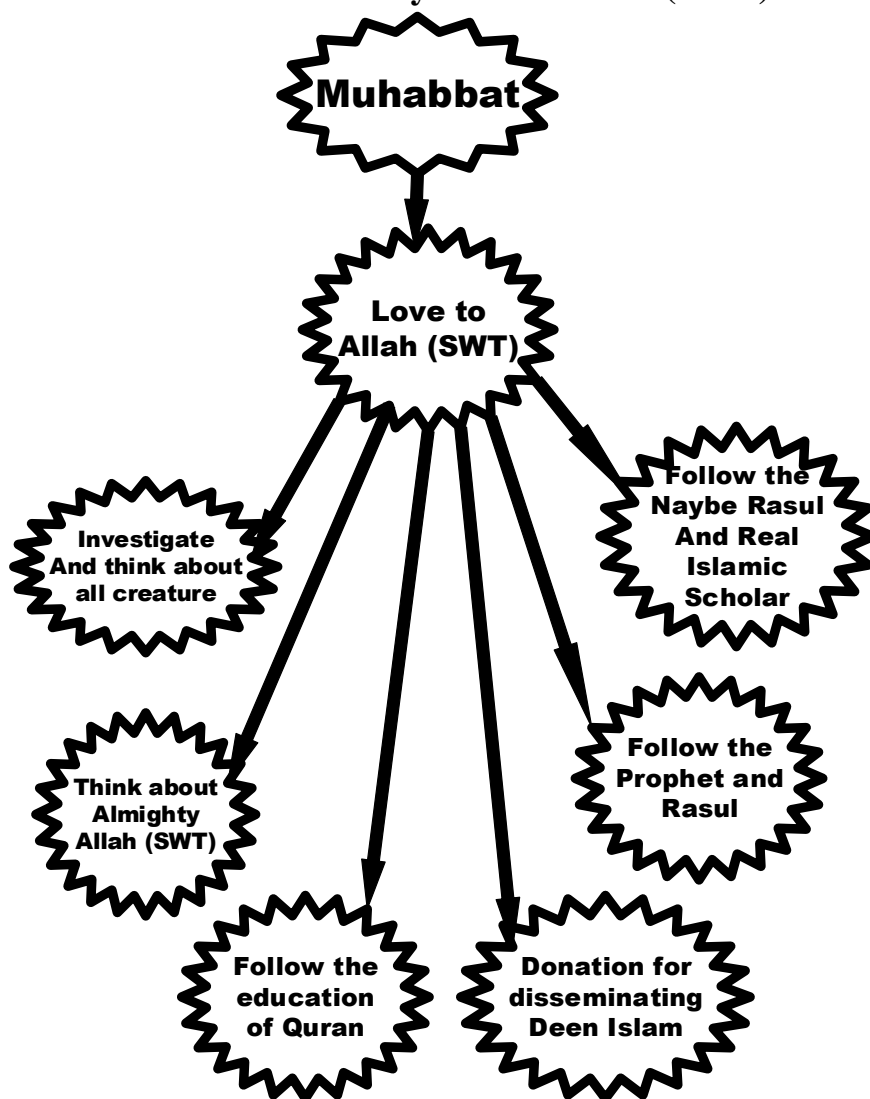 Muhabbat
Love to
Allah (SWT)
Investigate
And think about
all creature
Follow the
Naybe Rasul
And Real
Islamic
Scholar
Think about
Almighty
Allah (SWT)
Follow the
Prophet and
Rasul
Follow the
education
of Quran
Donation for
disseminating
Deen Islam